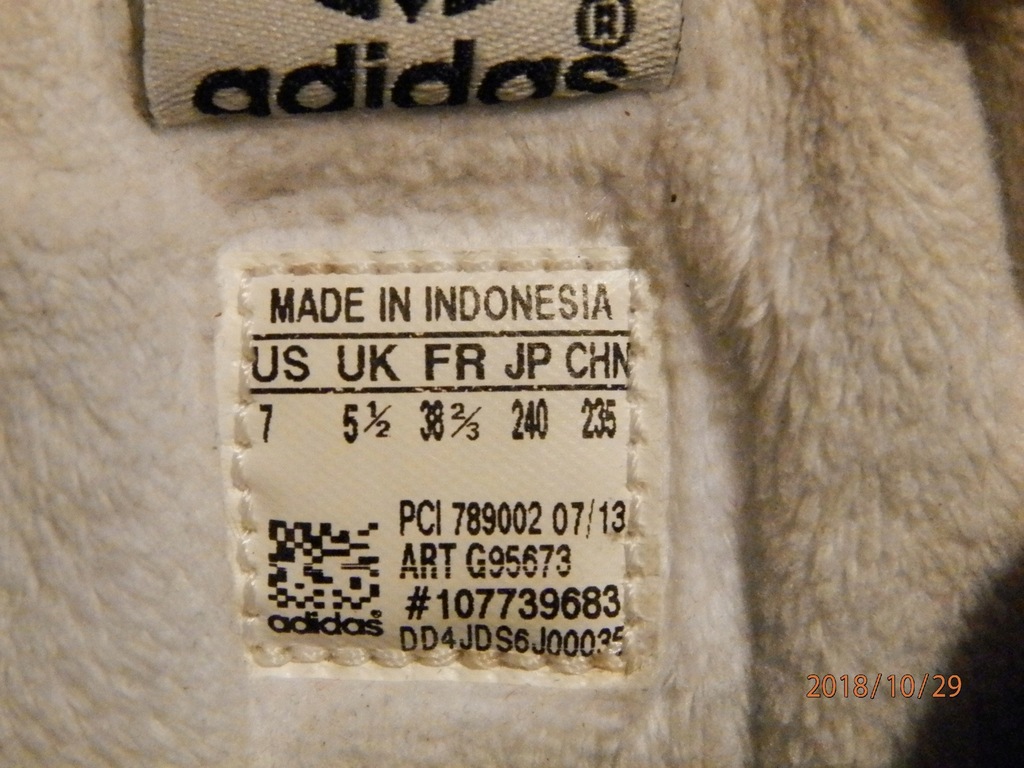 adidas®
MADE IN INDONESIA
US UK FR JP CHN
7 5½ 38⅔ 240 235
PCI 789002 07/13
ART G95673
#107739683
adidas®
DD4JDS6J00035
2018/10/29